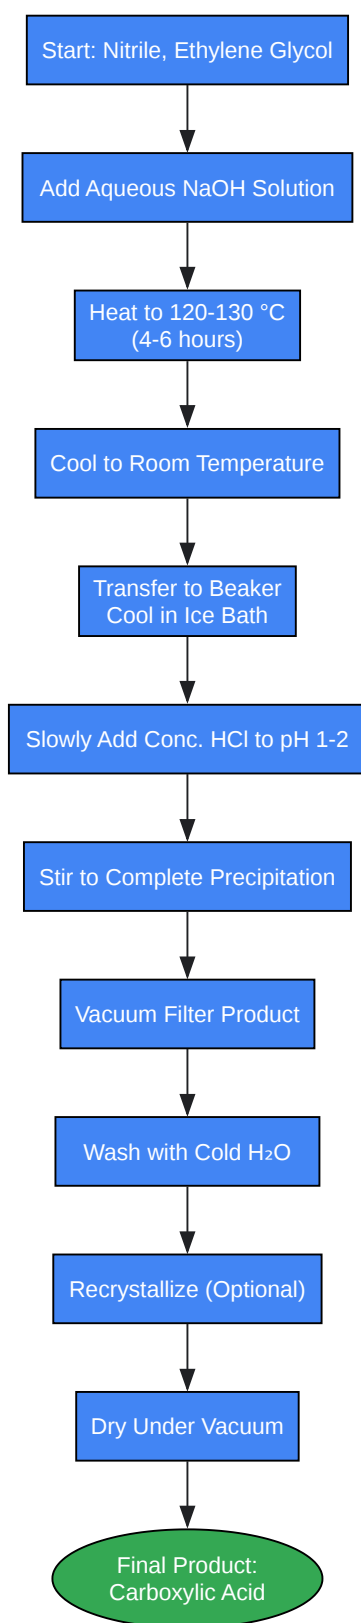 Start: Nitrile, Ethylene Glycol
Add Aqueous NaOH Solution
Heat to 120-130 °C
(4-6 hours)
Cool to Room Temperature
Transfer to Beaker
Cool in Ice Bath
Slowly Add Conc. HCl to pH 1-2
Stir to Complete Precipitation
Vacuum Filter Product
Wash with Cold H₂O
Recrystallize (Optional)
Dry Under Vacuum
Final Product:
Carboxylic Acid